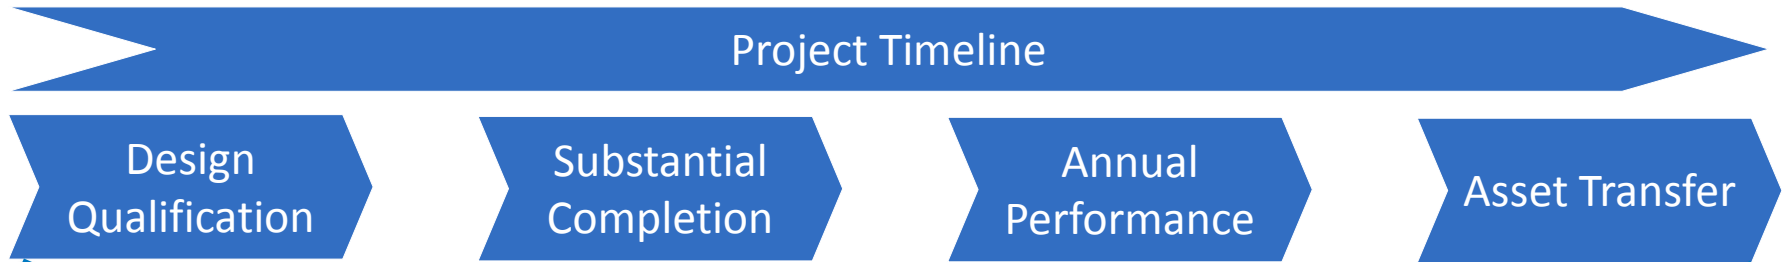 Project Timeline
Design
Qualification
Substantial
Completion
Annual
Performance
Asset Transfer